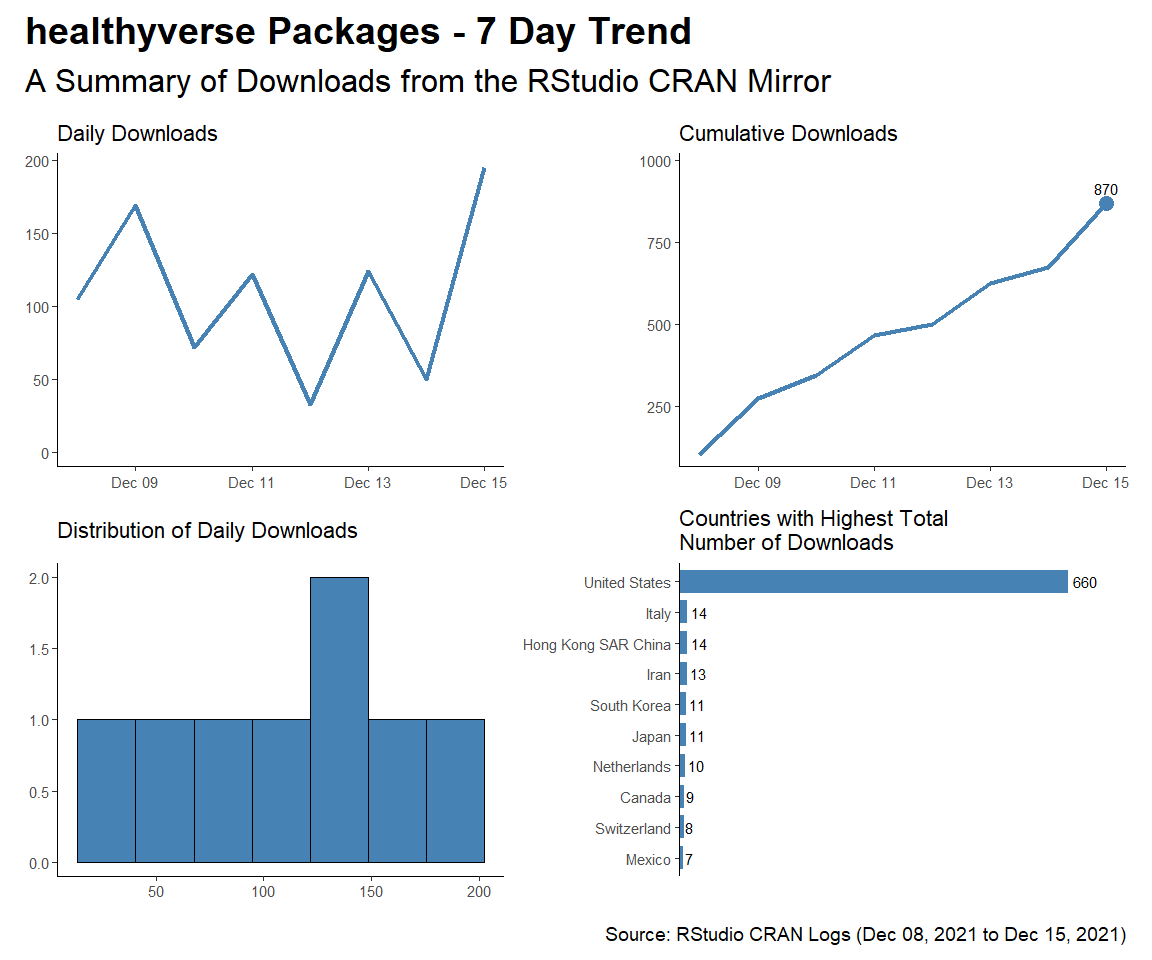 healthyverse Packages - 7 Day Trend
A Summary of Downloads from the RStudio CRAN Mirror
Daily Downloads
200
150
100
50
0
Dec 09
Dec 11
Dec 13
Dec 15
Cumulative Downloads
1000
750
500
250
870
Dec 09
Dec 11
Dec 13
Dec 15
Distribution of Daily Downloads
2.0
1.5
1.0
0.5
0.0
50
100
150
200
Countries with Highest Total
Number of Downloads
United States 660
Italy 14
Hong Kong SAR China 14
Iran 13
South Korea 11
Japan 11
Netherlands 10
Canada 9
Switzerland 8
Mexico 7
Source: RStudio CRAN Logs (Dec 08, 2021 to Dec 15, 2021)